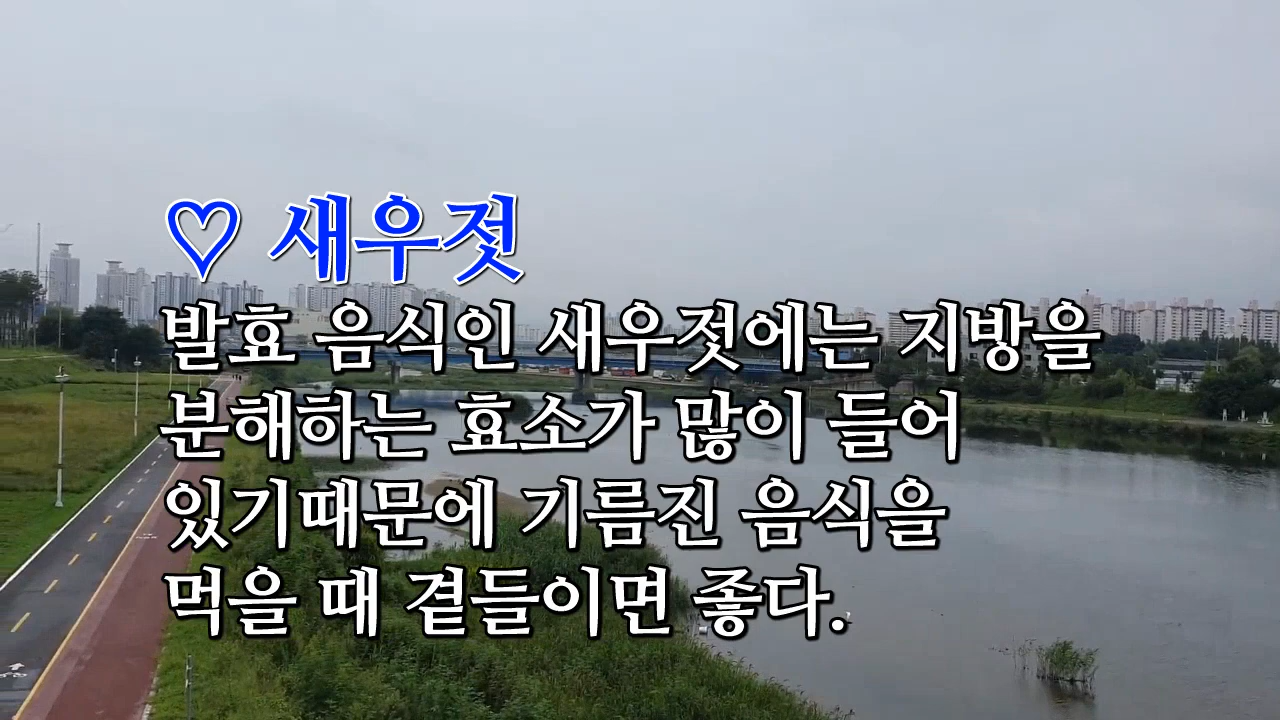 ♡ 새우젓
발효 음식인 새우젓에는 지방을
분해하는 효소가 많이 들어
있기때문에 기름진 음식을
먹을 때 곁들이면 좋다.